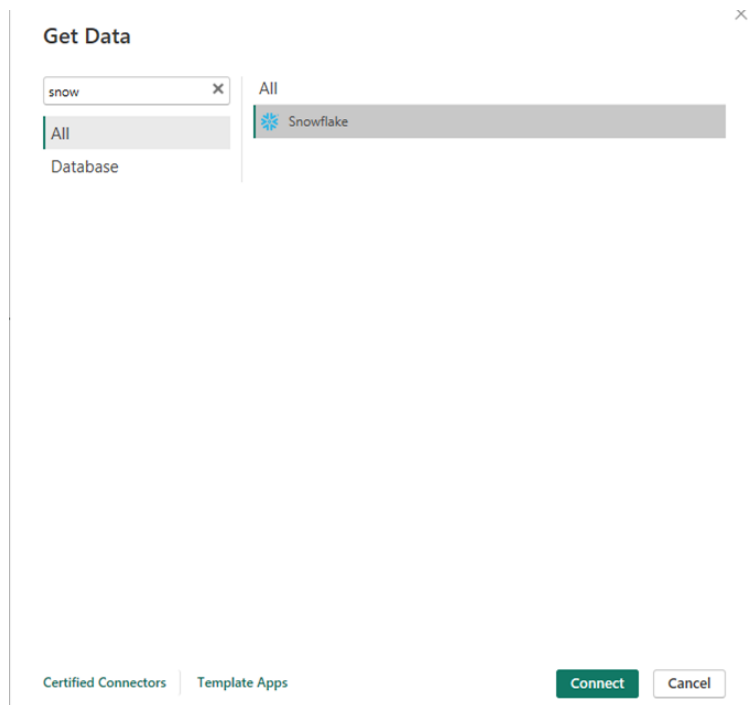 Get Data
snow
All
Database
All
Snowflake
Certified Connectors
Template Apps
Connect
Cancel